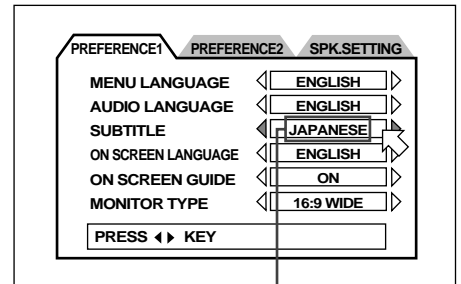 PREFERENCE1 PREFERENCE2 SPK.SETTING
MENU LANGUAGE ENGLISH
AUDIO LANGUAGE ENGLISH
SUBTITLE JAPANESE
ON SCREEN LANGUAGE ENGLISH
ON SCREEN GUIDE ON
MONITOR TYPE 16:9 WIDE
PRESS KEY